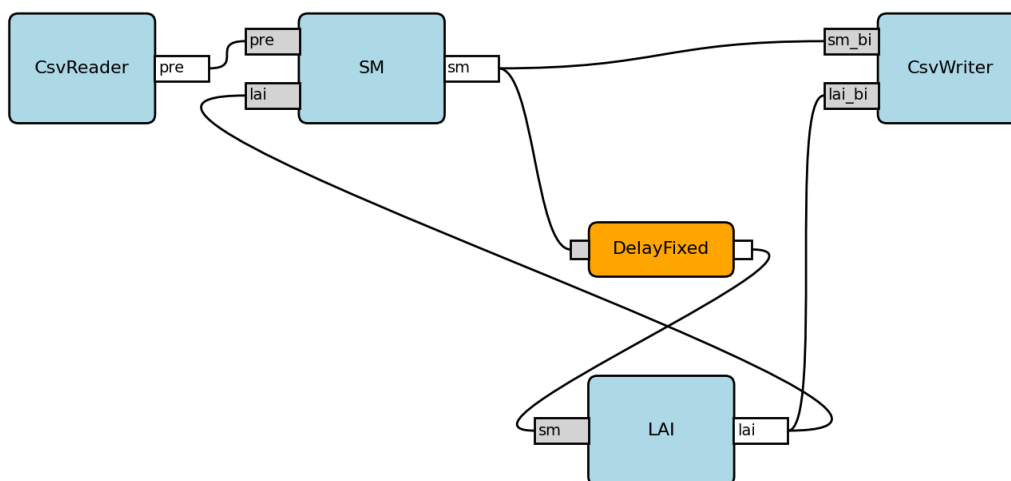 CsvReader
pre
pre
lai
SM
sm
sm_bi
lai_bi
CsvWriter
DelayFixed
sm
LAI
lai